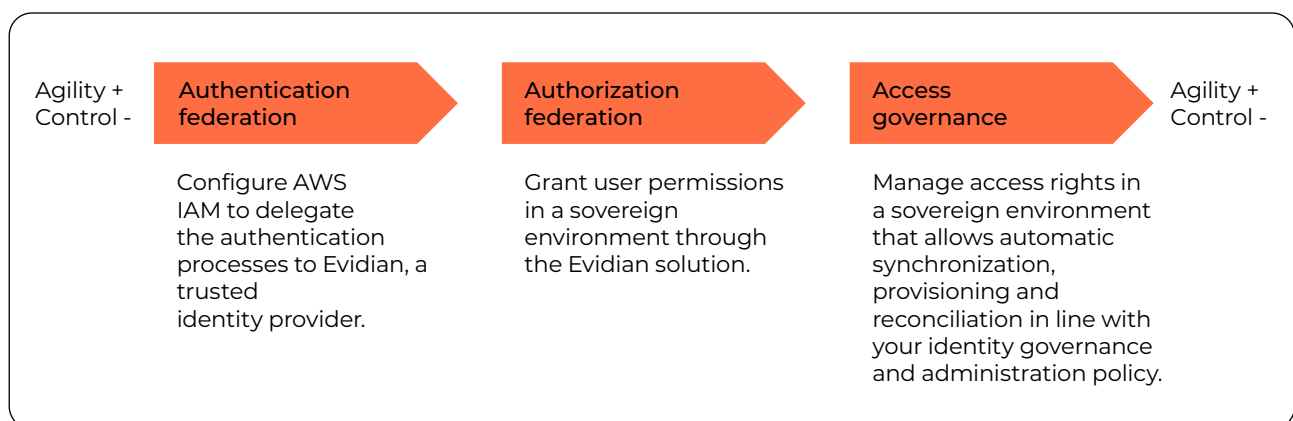 Agility +
Control -
Authentication
federation
Configure AWS
IAM to delegate
the authentication
processes to Evidian, a
trusted
identity provider.
Authorization
federation
Grant user permissions
in a sovereign
environment through
the Evidian solution.
Access
governance
Manage access rights in
a sovereign environment
that allows automatic
synchronization,
provisioning and
reconciliation in line with
your identity governance
and administration policy.
Agility +
Control -